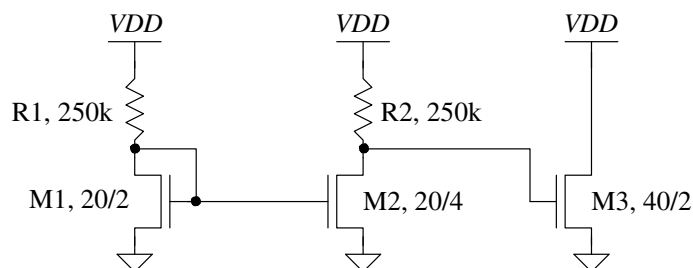 VDD
VDD
VDD
R1, 250k
R2, 250k
M1, 20/2
M2, 20/4
M3, 40/2